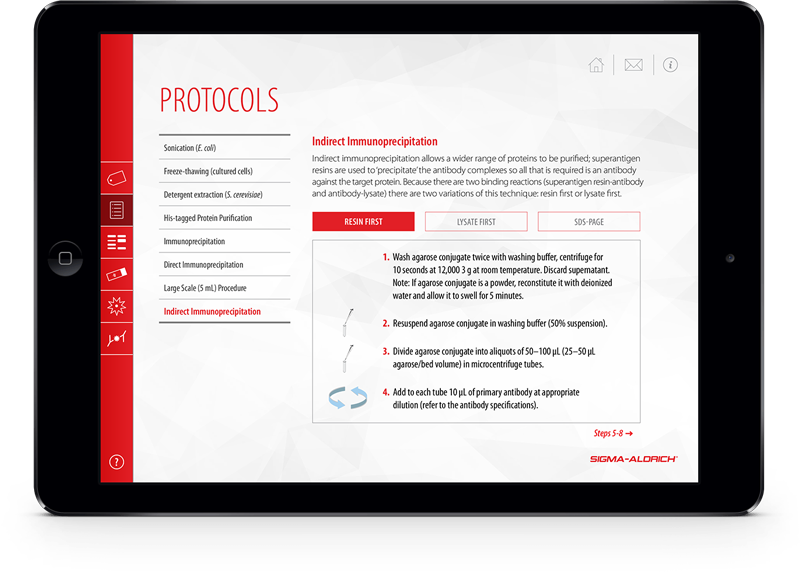 PROTOCOLS
Sonication (E. coli)
Freeze-thawing (cultured cells)
Detergent extraction (S. cerevisiae)
His-tagged Protein Purification
Immunoprecipitation
Direct Immunoprecipitation
Large Scale (5 mL) Procedure
Indirect Immunoprecipitation
Indirect Immunoprecipitation
Indirect immunoprecipitation allows a wider range of proteins to be purified; superantigen
resins are used to 'precipitate' the antibody complexes so all that is required is an antibody
against the target protein. Because there are two binding reactions (superantigen resin-antibody
and antibody-lysate) there are two variations of this technique: resin first or lysate first.
RESIN FIRST
LYSATE FIRST
SDS-PAGE
1. Wash agarose conjugate twice with washing buffer, centrifuge for
10 seconds at 12,000 3 g at room temperature. Discard supernatant.
Note: If agarose conjugate is a powder, reconstitute it with deionized
water and allow it to swell for 5 minutes.
2. Resuspend agarose conjugate in washing buffer (50% suspension).
3. Divide agarose conjugate into aliquots of 50–100 µL (25–50 µL
agarose/bed volume) in microcentrifuge tubes.
4. Add to each tube 10 µL of primary antibody at appropriate
dilution (refer to the antibody specifications).
Steps 5-8 →
?
SIGMA-ALDRICH®